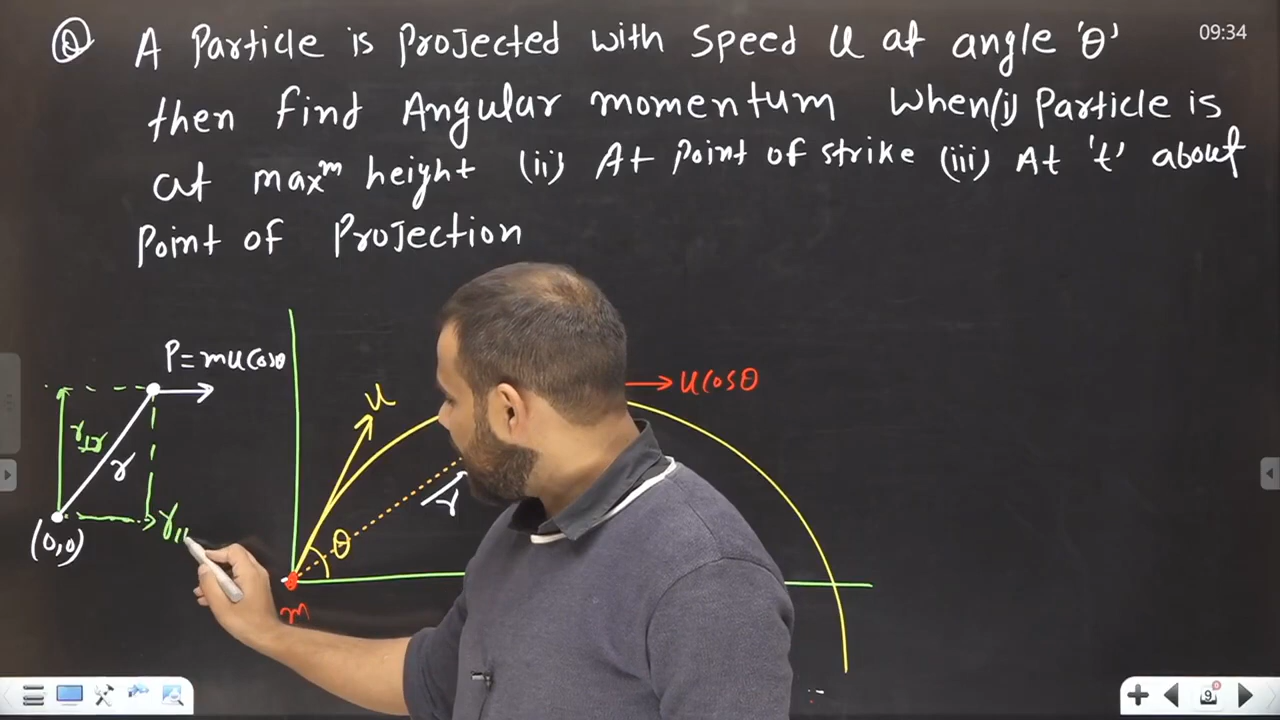 Q A Particle is Projected with Speed u at angle 'θ'
09:34
then find Angular momentum When(i) Particle is
at maxᵐ height (ii) At Point of strike (iii) At 't' about
Point of Projection
P = mu cosθ
u
u cosθ
r⊥r
r
r
r||
(0,0)
θ
m
9